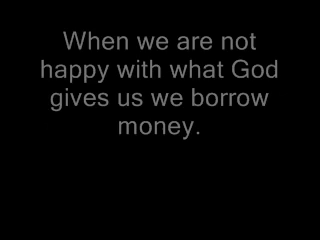 When we are not
happy with what God
gives us we borrow
money.